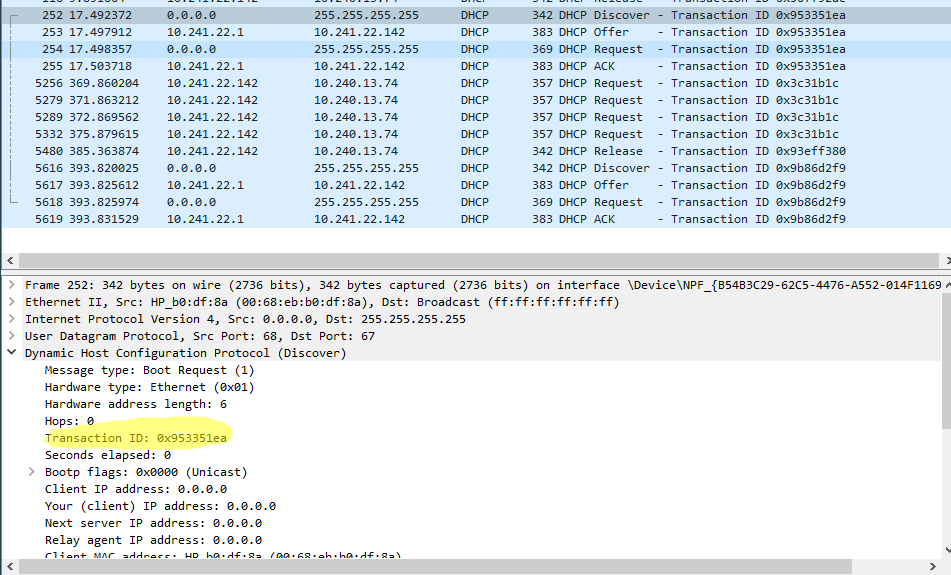 252 17.492372 0.0.0.0 255.255.255.255 DHCP 342 DHCP Discover - Transaction ID 0x953351ea
253 17.497912 10.241.22.1 10.241.22.142 DHCP 383 DHCP Offer - Transaction ID 0x953351ea
254 17.498357 0.0.0.0 255.255.255.255 DHCP 369 DHCP Request - Transaction ID 0x953351ea
255 17.503718 10.241.22.1 10.241.22.142 DHCP 383 DHCP ACK - Transaction ID 0x953351ea
5256 369.860204 10.241.22.142 10.240.13.74 DHCP 357 DHCP Request - Transaction ID 0x3c31b1c
5279 371.863212 10.241.22.142 10.240.13.74 DHCP 357 DHCP Request - Transaction ID 0x3c31b1c
5289 372.869562 10.241.22.142 10.240.13.74 DHCP 357 DHCP Request - Transaction ID 0x3c31b1c
5332 375.879615 10.241.22.142 10.240.13.74 DHCP 357 DHCP Request - Transaction ID 0x3c31b1c
5480 385.363874 10.241.22.142 10.240.13.74 DHCP 342 DHCP Release - Transaction ID 0x93eff380
5616 393.820025 0.0.0.0 255.255.255.255 DHCP 342 DHCP Discover - Transaction ID 0x9b86d2f9
5617 393.825612 10.241.22.1 10.241.22.142 DHCP 383 DHCP Offer - Transaction ID 0x9b86d2f9
5618 393.825974 0.0.0.0 255.255.255.255 DHCP 369 DHCP Request - Transaction ID 0x9b86d2f9
5619 393.831529 10.241.22.1 10.241.22.142 DHCP 383 DHCP ACK - Transaction ID 0x9b86d2f9
Frame 252: 342 bytes on wire (2736 bits), 342 bytes captured (2736 bits) on interface \Device\NPF_{B54B3C29-62C5-4476-A552-014F1169
Ethernet II, Src: HP_b0:df:8a (00:68:eb:b0:df:8a), Dst: Broadcast (ff:ff:ff:ff:ff:ff)
Internet Protocol Version 4, Src: 0.0.0.0, Dst: 255.255.255.255
User Datagram Protocol, Src Port: 68, Dst Port: 67
Dynamic Host Configuration Protocol (Discover)
Message type: Boot Request (1)
Hardware type: Ethernet (0x01)
Hardware address length: 6
Hops: 0
Transaction ID: 0x953351ea
Seconds elapsed: 0
Bootp flags: 0x0000 (Unicast)
Client IP address: 0.0.0.0
Your (client) IP address: 0.0.0.0
Next server IP address: 0.0.0.0
Relay agent IP address: 0.0.0.0
Client MAC address: HP_b0:df:8a (00:68:eb:b0:df:8a)